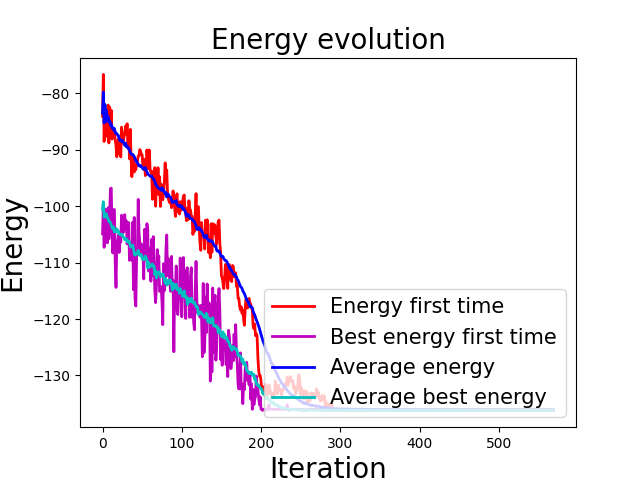 Energy evolution
Energy
−80
−90
−100
−110
−120
−130
Energy first time
Best energy first time
Average energy
Average best energy
0 100 200 300 400 500
Iteration